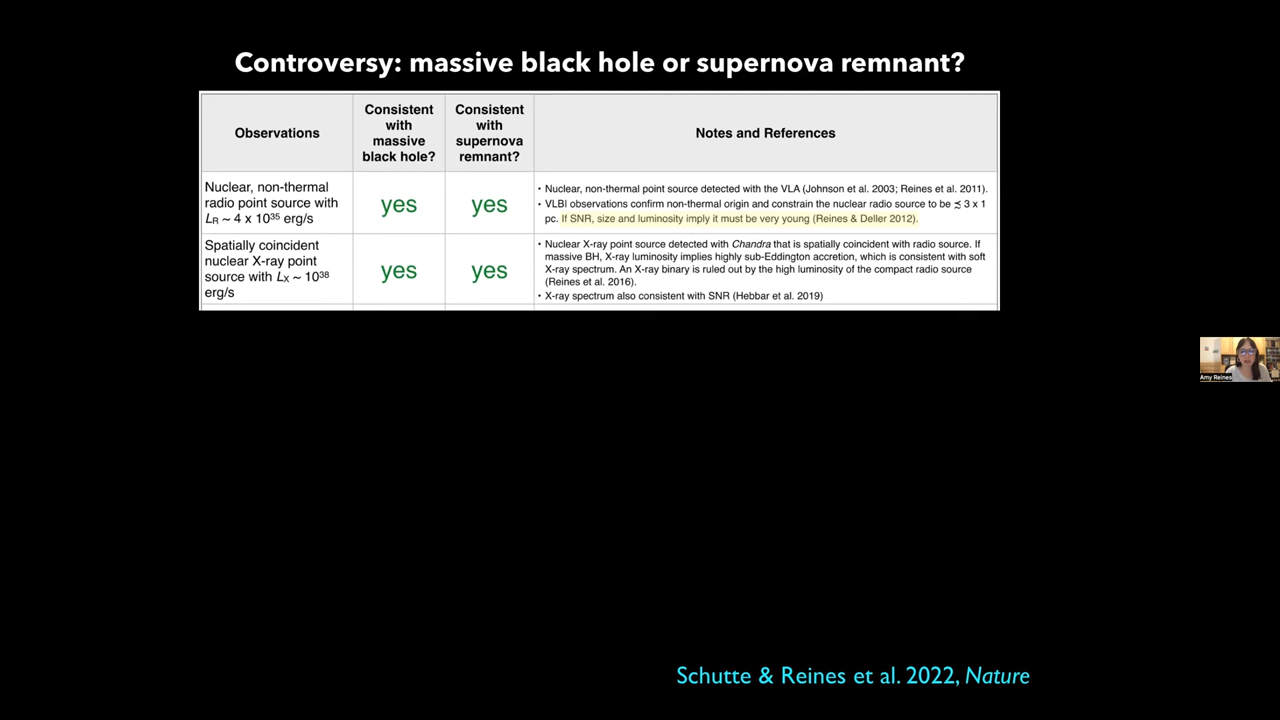 Controversy: massive black hole or supernova remnant?
Observations
Consistent
with
massive
black hole?
Consistent
with
supernova
remnant?
Notes and References
Nuclear, non-thermal
radio point source with
LR ~ 4 x 10³⁵ erg/s
yes
yes
• Nuclear, non-thermal point source detected with the VLA (Johnson et al. 2003; Reines et al. 2011).
• VLBI observations confirm non-thermal origin and constrain the nuclear radio source to be ≾ 3 x 1
pc. If SNR, size and luminosity imply it must be very young (Reines & Deller 2012).
Spatially coincident
nuclear X-ray point
source with LX ~ 10³⁸
erg/s
yes
yes
• Nuclear X-ray point source detected with Chandra that is spatially coincident with radio source. If
massive BH, X-ray luminosity implies highly sub-Eddington accretion, which is consistent with soft
X-ray spectrum. An X-ray binary is ruled out by the high luminosity of the compact radio source
(Reines et al. 2016).
• X-ray spectrum also consistent with SNR (Hebbar et al. 2019)
Amy Reines
Schutte & Reines et al. 2022, Nature